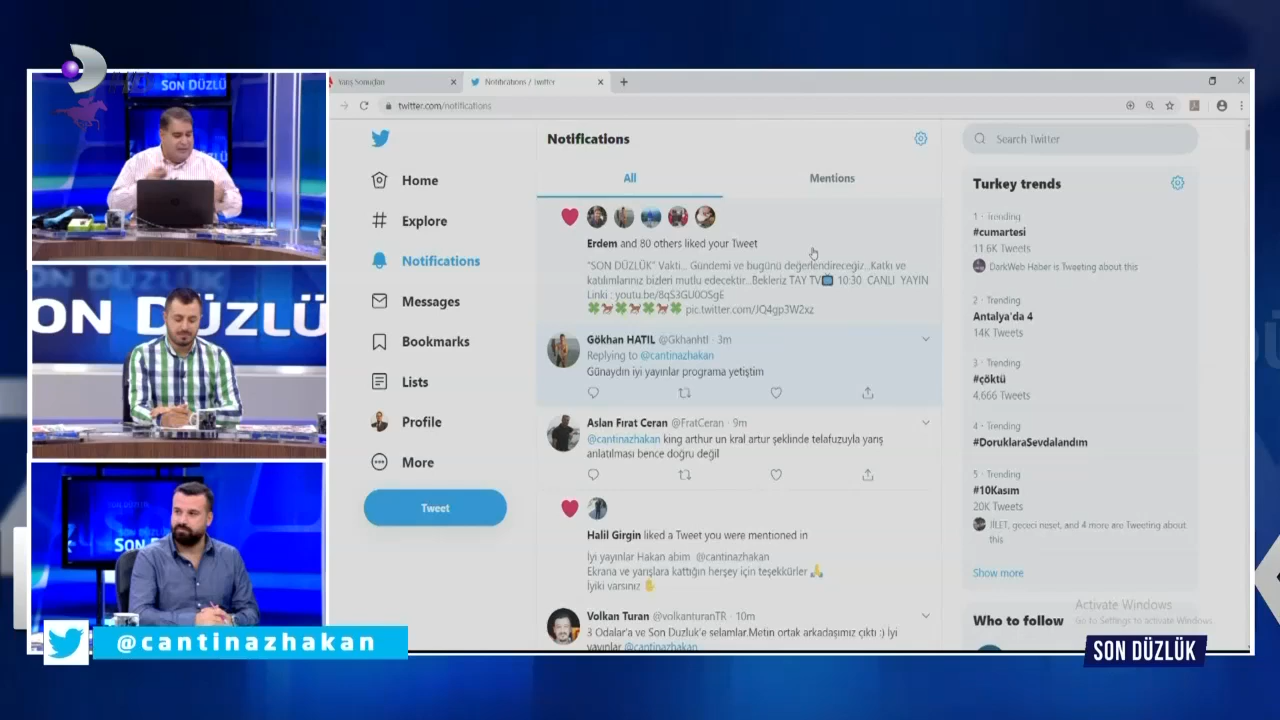 SON DÜZLÜ
ON DÜZLÜ
SON
@cantinazhakan
Yarış Sonuçları
Notifications / Twitter
twitter.com/notifications
Home
Explore
Notifications
Messages
Bookmarks
Lists
Profile
More
Tweet
Notifications
All
Mentions
Erdem and 80 others liked your Tweet
"SON DÜZLÜK" Vakti... Gündemi ve bugünü değerlendireceğiz...Katkı ve
katılımlarınız bizleri mutlu edecektir...Bekleriz TAY TV📺 10:30 CANLI YAYIN
Linki : youtu.be/8qS3GU0OSgE
🍀🐎🍀🐎🍀🐎🍀 pic.twitter.com/JQ4gp3W2xz
Gökhan HATIL @Gkhanhtl · 3m
Replying to @cantinazhakan
Günaydın iyi yayınlar programa yetiştim
Aslan Fırat Ceran @FratCeran · 9m
@cantinazhakan king arthur un kral artur şeklinde telafuzuyla yarış
anlatılması bence doğru değil
Halil Girgin liked a Tweet you were mentioned in
İyi yayınlar Hakan abim @cantinazhakan
Ekrana ve yarışlara kattığın herşey için teşekkürler 🙏
İyiki varsınız ✋
Volkan Turan @volkanturanTR · 10m
3 Odalar'a ve Son Duzluk'e selamlar.Metin ortak arkadaşımız çıktı :) İyi
yayınlar @cantinazhakan
Search Twitter
Turkey trends
1 · Trending
#cumartesi
11.6K Tweets
DarkWeb Haber is Tweeting about this
2 · Trending
Antalya'da 4
14K Tweets
3 · Trending
#çöktü
4,666 Tweets
4 · Trending
#DoruklaraSevdalandım
5 · Trending
#10Kasım
20K Tweets
and 4 more are Tweeting about
this
Show more
Who to follow
Activate Windows
Go to Settings to activate Windows.
SON DÜZLÜK